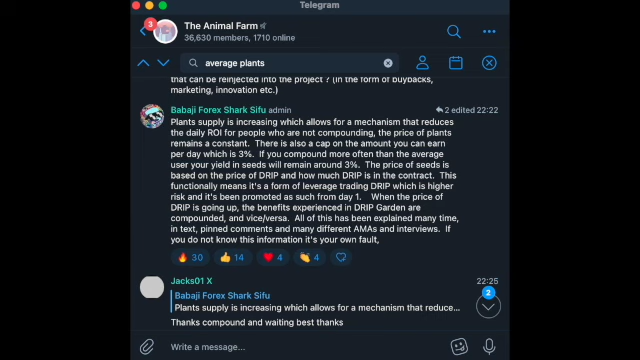 Telegram
3
The Animal Farm
36,630 members, 1710 online
average plants
that can be reinjected into the project ? (in the form of buybacks,
marketing, innovation etc.)
Babaji Forex Shark Sifu admin
2 edited 22:22
Plants supply is increasing which allows for a mechanism that reduces
the daily ROI for people who are not compounding, the price of plants
remains a constant. There is also a cap on the amount you can earn
per day which is 3%. If you compound more often than the average
user your yield in seeds will remain around 3%. The price of seeds is
based on the price of DRIP and how much DRIP is in the contract. This
functionally means it's a form of leverage trading DRIP which is higher
risk and it's been promoted as such from day 1. When the price of
DRIP is going up, the benefits experienced in DRIP Garden are
compounded, and vice/versa. All of this has been explained many time,
in text, pinned comments and many different AMAs and interviews. If
you do not know this information it's your own fault,
30 14 4 4
Jacks01 X
22:25
Babaji Forex Shark Sifu
Plants supply is increasing which allows for a mechanism that reduce...
2
Thanks compound and waiting best thanks
Write a message...